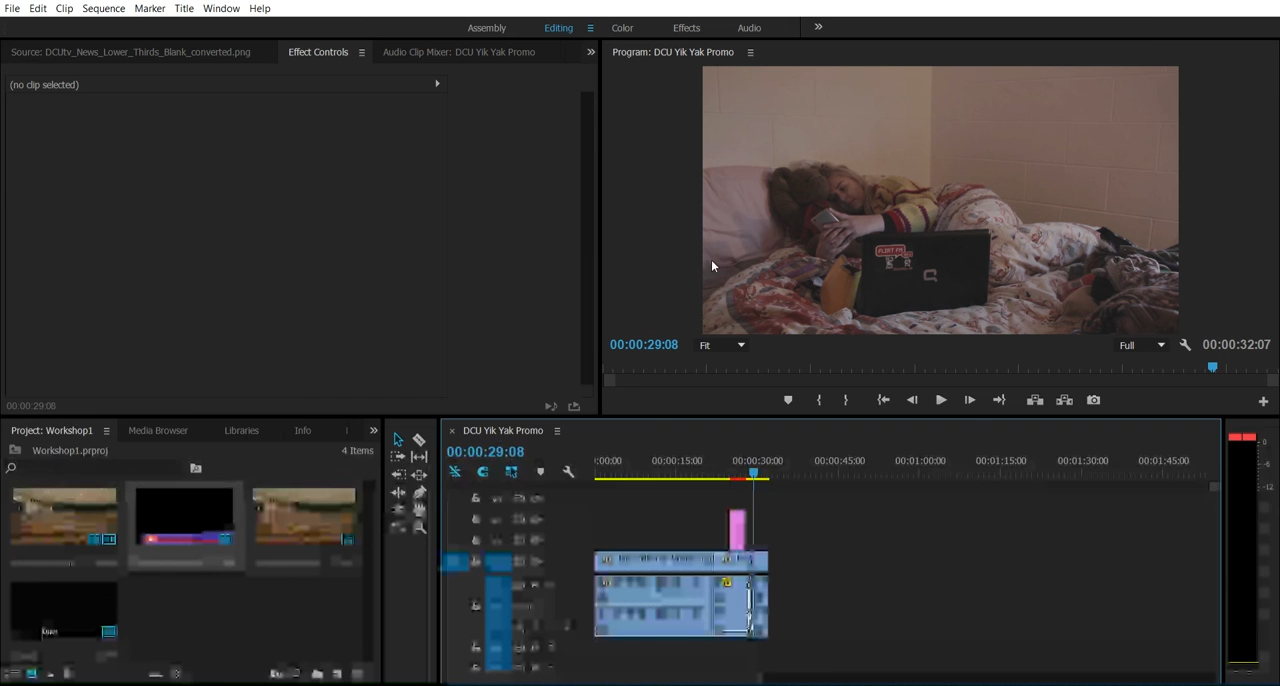 File Edit Clip Sequence Marker Title Window Help
Assembly Editing Color Effects Audio
Source: DCUtv_News_Lower_Thirds_Blank_converted.png Effect Controls Audio Clip Mixer: DCU Yik Yak Promo
Program: DCU Yik Yak Promo
(no clip selected)
00:00:29:08 Fit Full 00:00:32:07
00:00:29:08
Project: Workshop1 Media Browser Libraries Info
DCU Yik Yak Promo
Workshop1.prproj 4 Items
00:00:29:08
:00:00 00:00:15:00 00:00:30:00 00:00:45:00 00:01:00:00 00:01:15:00 00:01:30:00 00:01:45:00
0
-6
-12